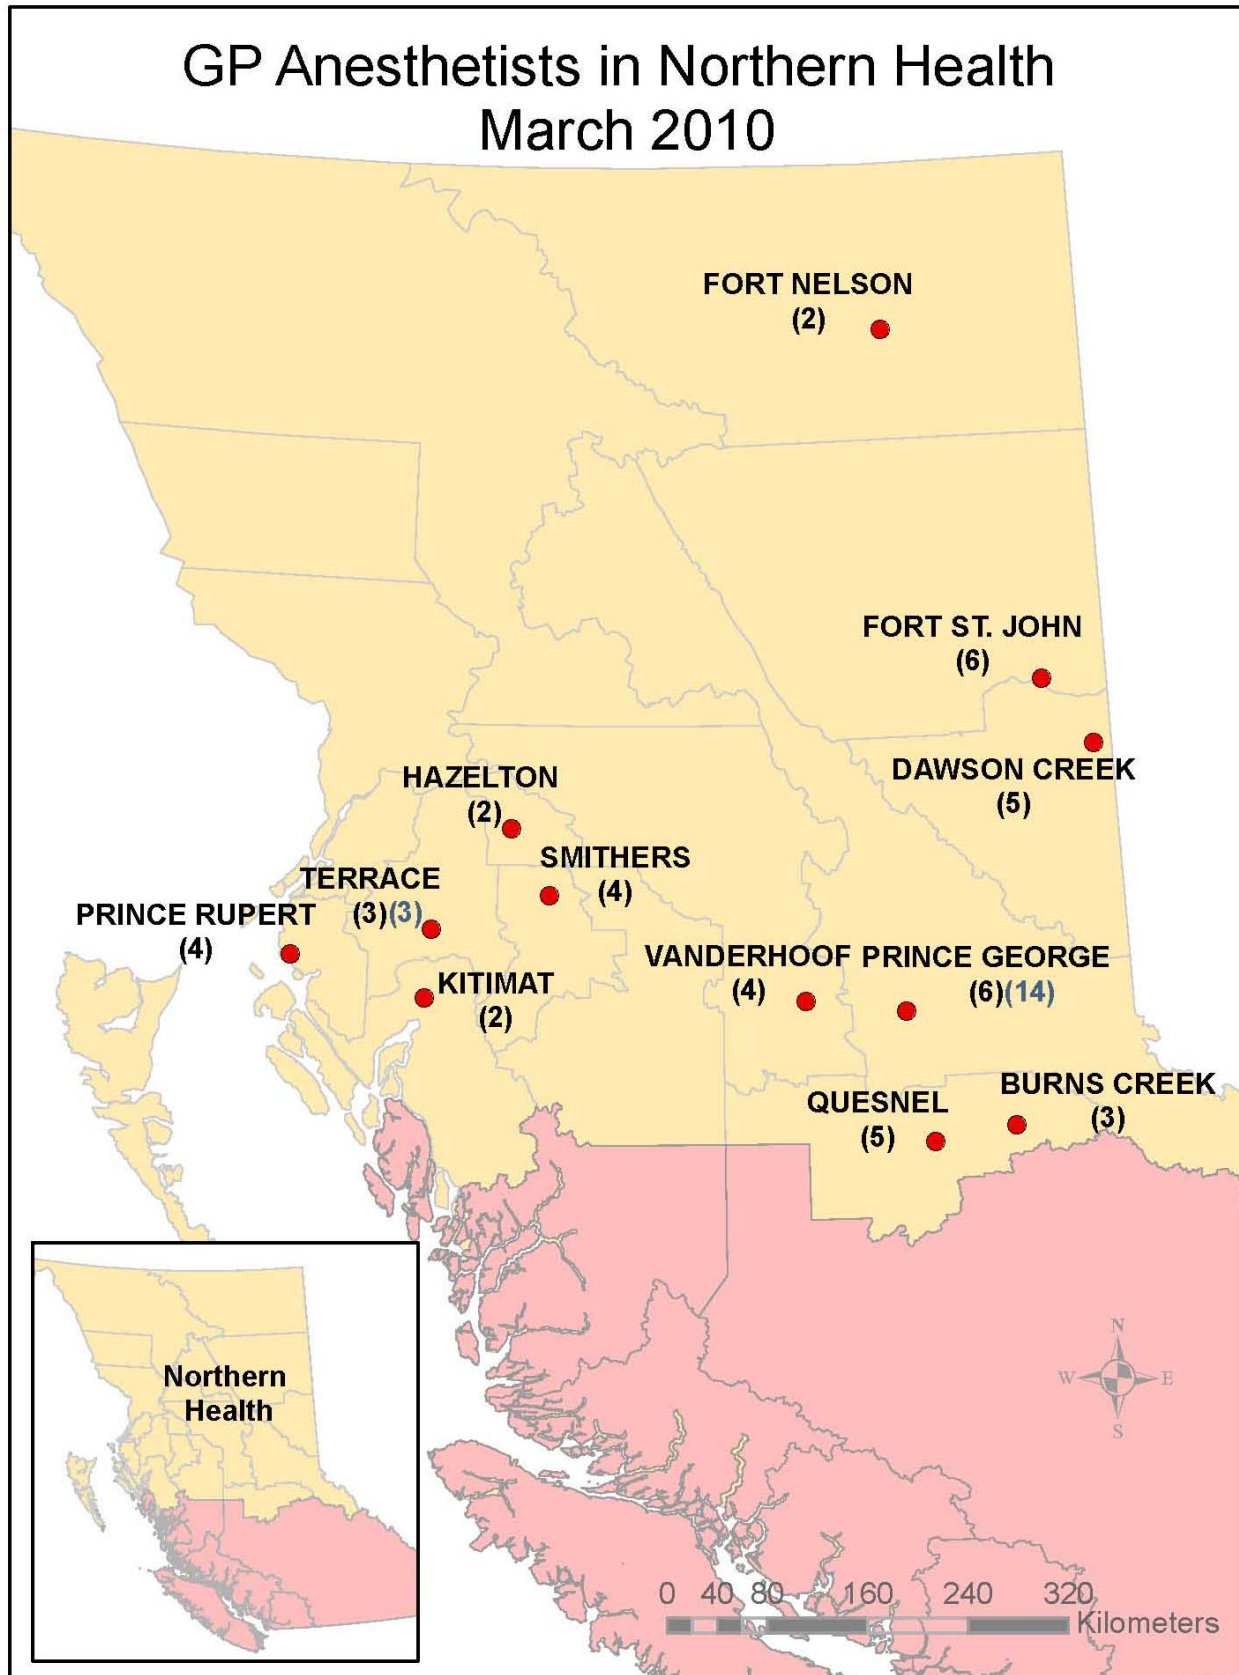 GP Anesthetists in Northern Health
March 2010
FORT NELSON
(2)
FORT ST. JOHN
(6)
DAWSON CREEK
(5)
HAZELTON
(2)
SMITHERS
(4)
TERRACE
(3)(3)
PRINCE RUPERT
(4)
KITIMAT
(2)
VANDERHOOF
(4)
PRINCE GEORGE
(6)(14)
QUESNEL
(5)
BURNS CREEK
(3)
Northern
Health
N
W E
S
0 40 80 160 240 320
Kilometers